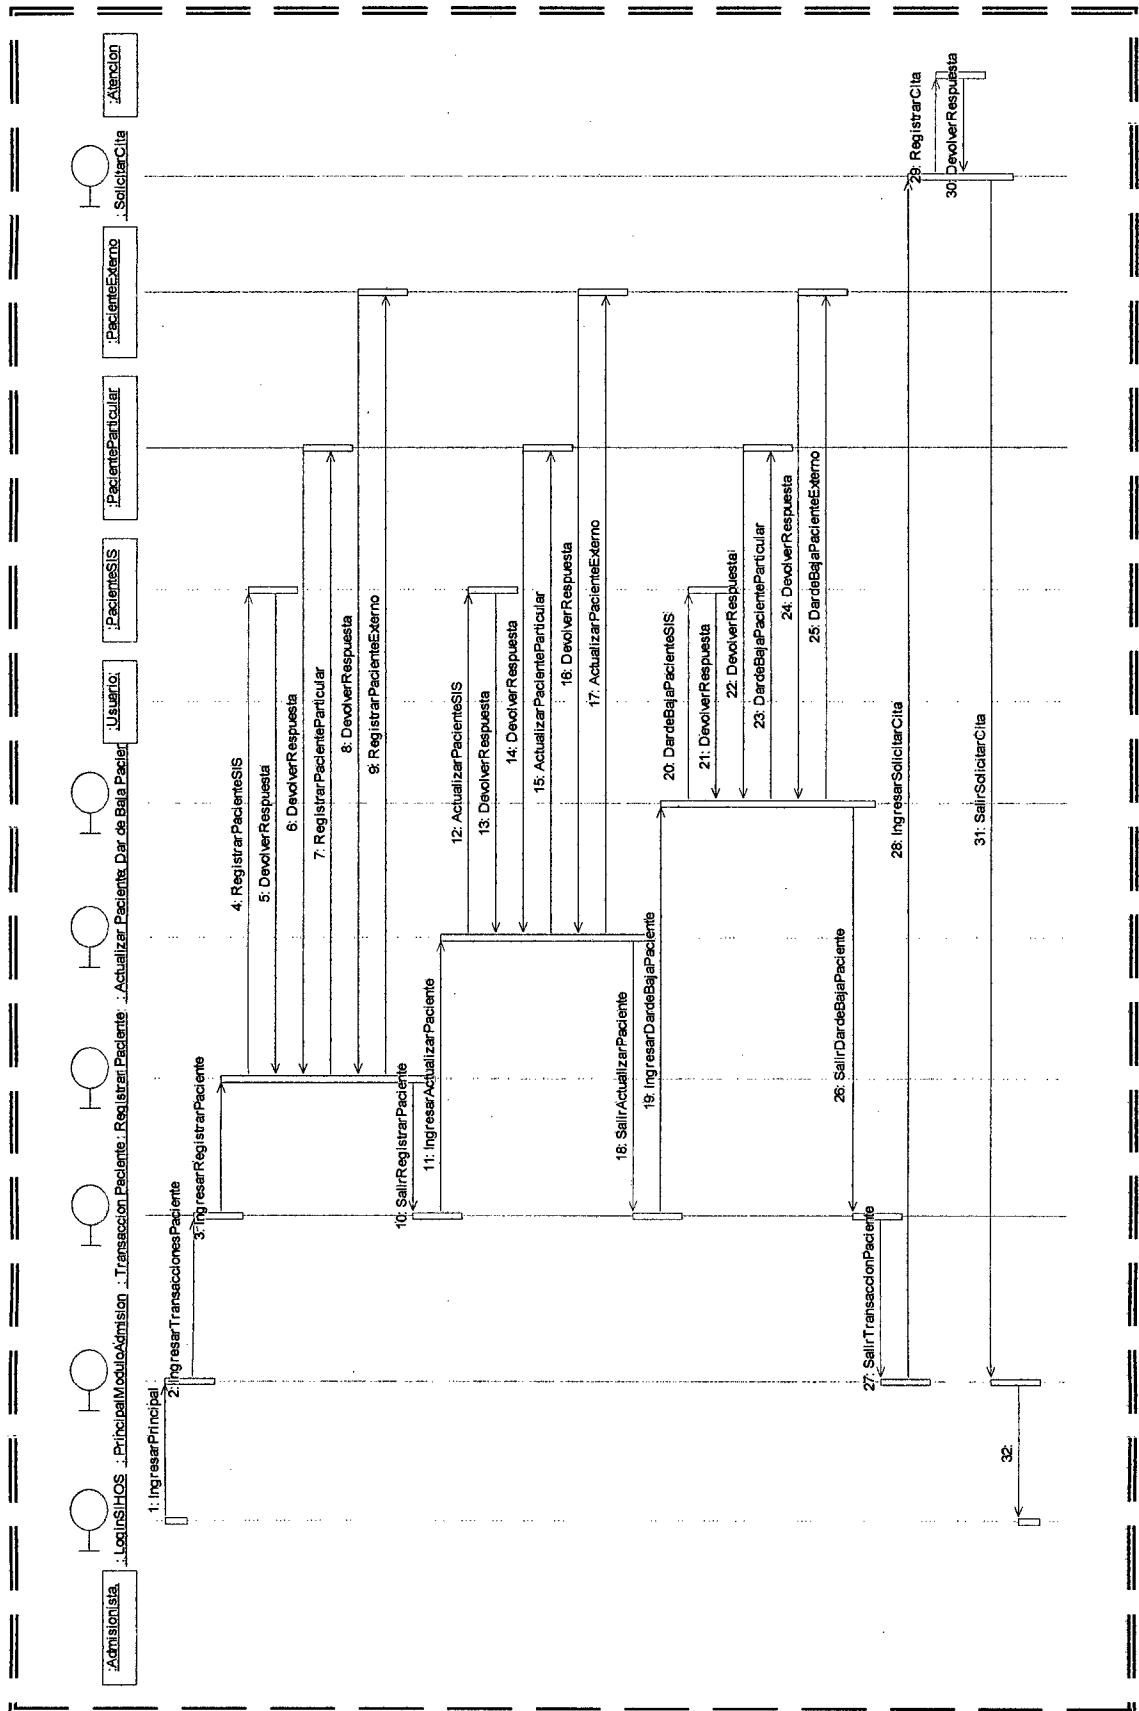 :Admisionista
: LoginSIHOS
: PrincipalModuloAdmision
: Transaccion Paciente
: Registrar Paciente
: Actualizar Paciente
: Dar de Baja Pacien
:Usuario
:PacienteSIS
:PacienteParticular
:PacienteExterno
: SolicitarCita
:Atencion
1: IngresarPrincipal
2: IngresarTransaccionesPaciente
3: IngresarRegistrarPaciente
4: RegistrarPacienteSIS
5: DevolverRespuesta
6: DevolverRespuesta
7: RegistrarPacienteParticular
8: DevolverRespuesta
9: RegistrarPacienteExterno
10: SalirRegistrarPaciente
11: IngresarActualizarPaciente
12: ActualizarPacienteSIS
13: DevolverRespuesta
14: DevolverRespuesta
15: ActualizarPacienteParticular
16: DevolverRespuesta
17: ActualizarPacienteExterno
18: SalirActualizarPaciente
19: IngresarDardeBajaPaciente
20: DardeBajaPacienteSIS
21: DevolverRespuesta
22: DevolverRespuesta
23: DardeBajaPacienteParticular
24: DevolverRespuesta
25: DardeBajaPacienteExterno
26: SalirDardeBajaPaciente
27: SalirTransaccionPaciente
28: IngresarSolicitarCita
29: RegistrarCita
30: DevolverRespuesta
31: SalirSolicitarCita
32: